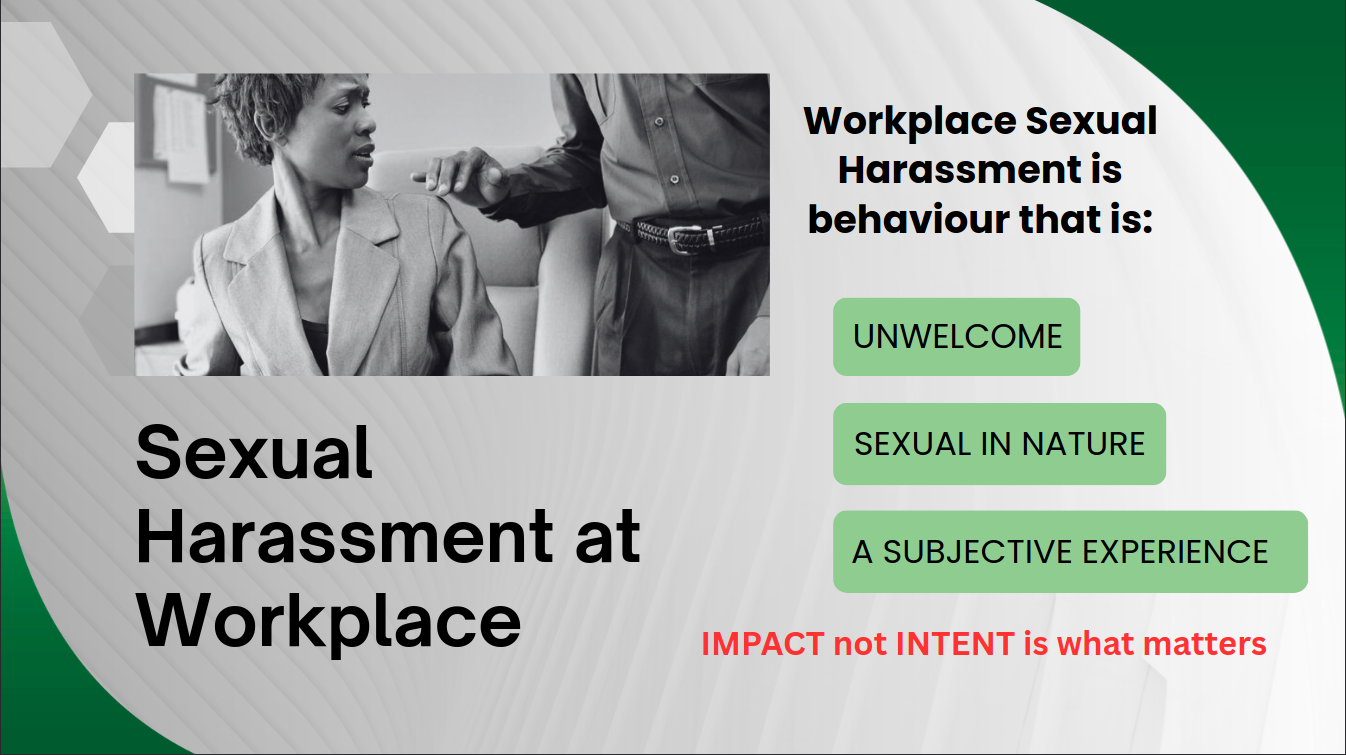 Sexual
Harassment at
Workplace
Workplace Sexual
Harassment is
behaviour that is:
UNWELCOME
SEXUAL IN NATURE
A SUBJECTIVE EXPERIENCE
IMPACT not INTENT is what matters